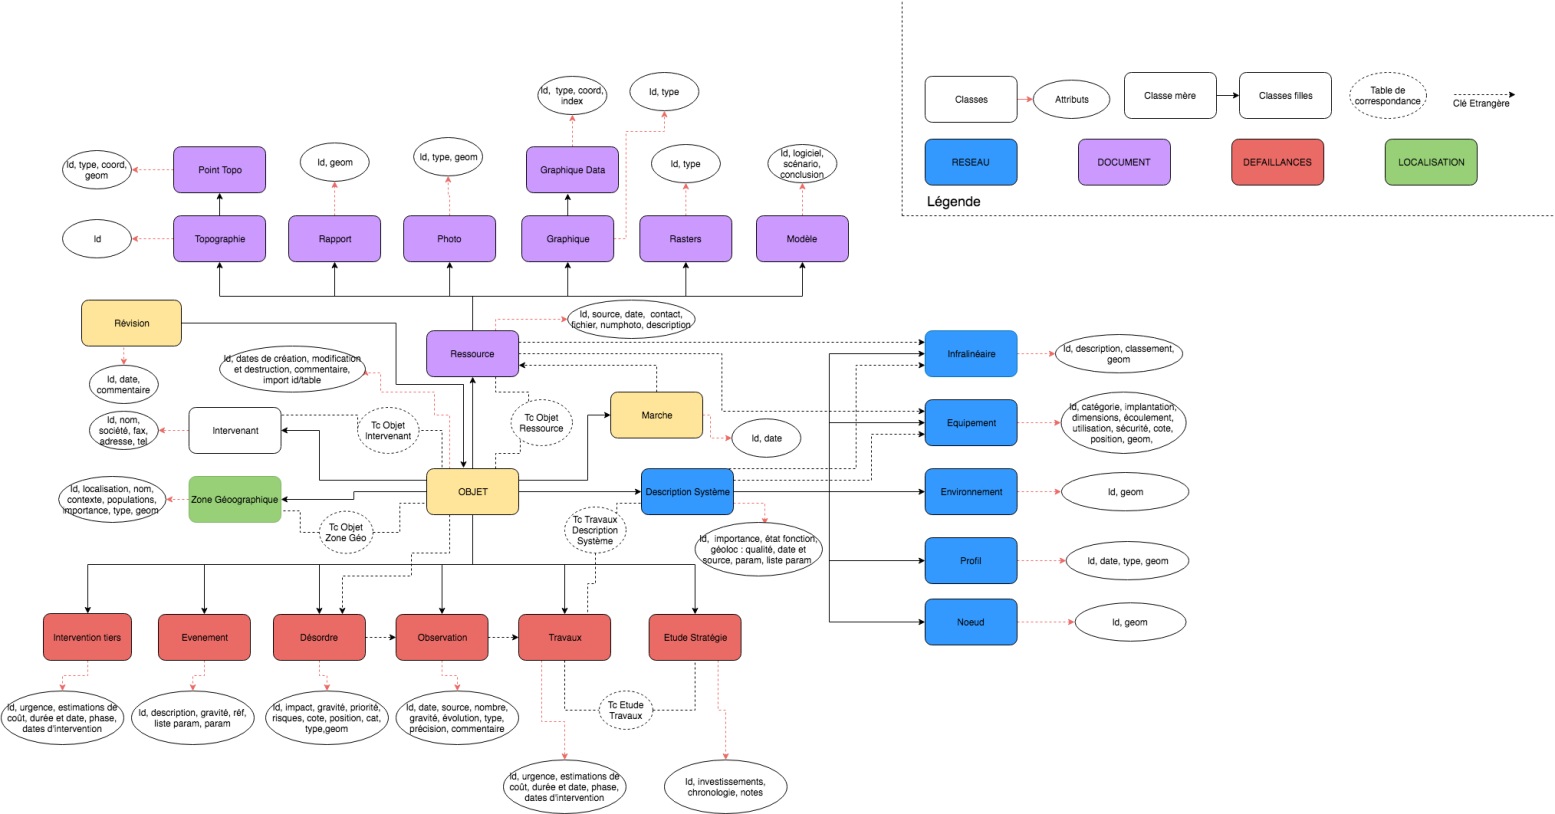 Id, type, coord,
index
Id, type
Classes
Attributs
Classe mère
Classes filles
Table de
correspondance
Clé Etrangère
RESEAU
DOCUMENT
DEFAILLANCES
LOCALISATION
Légende
Id, type, coord,
geom
Point Topo
Id, geom
Id, type, geom
Graphique Data
Id, type
Id, logiciel,
scénario,
conclusion
Id
Topographie
Rapport
Photo
Graphique
Rasters
Modèle
Révision
Id, source, date, contact,
fichier, numphoto, description
Ressource
Id, dates de création, modification
et destruction, commentaire,
import id/table
Id, date,
commentaire
Infralinéaire
Id, description, classement,
geom
Id, nom,
société, fax,
adresse, tel
Intervenant
Tc Objet
Intervenant
Tc Objet
Ressource
Marche
Id, date
Equipement
Id, catégorie, implantation,
dimensions, écoulement,
utilisation, sécurité, cote,
position, geom,
Id, localisation, nom,
contexte, populations,
importance, type, geom
Zone Géographique
OBJET
Description Système
Environnement
Id, geom
Tc Objet
Zone Géo
Tc Travaux
Description
Système
Id, importance, état fonction,
géoloc : qualité, date et
source, param, liste param
Profil
Id, date, type, geom
Noeud
Id, geom
Intervention tiers
Evenement
Désordre
Observation
Travaux
Etude Stratégie
Id, urgence, estimations de
coût, durée et date, phase,
dates d'intervention
Id, description, gravité, réf,
liste param, param
Id, impact, gravité, priorité,
risques, cote, position, cat,
type,geom
Id, date, source, nombre,
gravité, évolution, type,
précision, commentaire
Tc Etude
Travaux
Id, urgence, estimations de
coût, durée et date, phase,
dates d'intervention
Id, investissements,
chronologie, notes